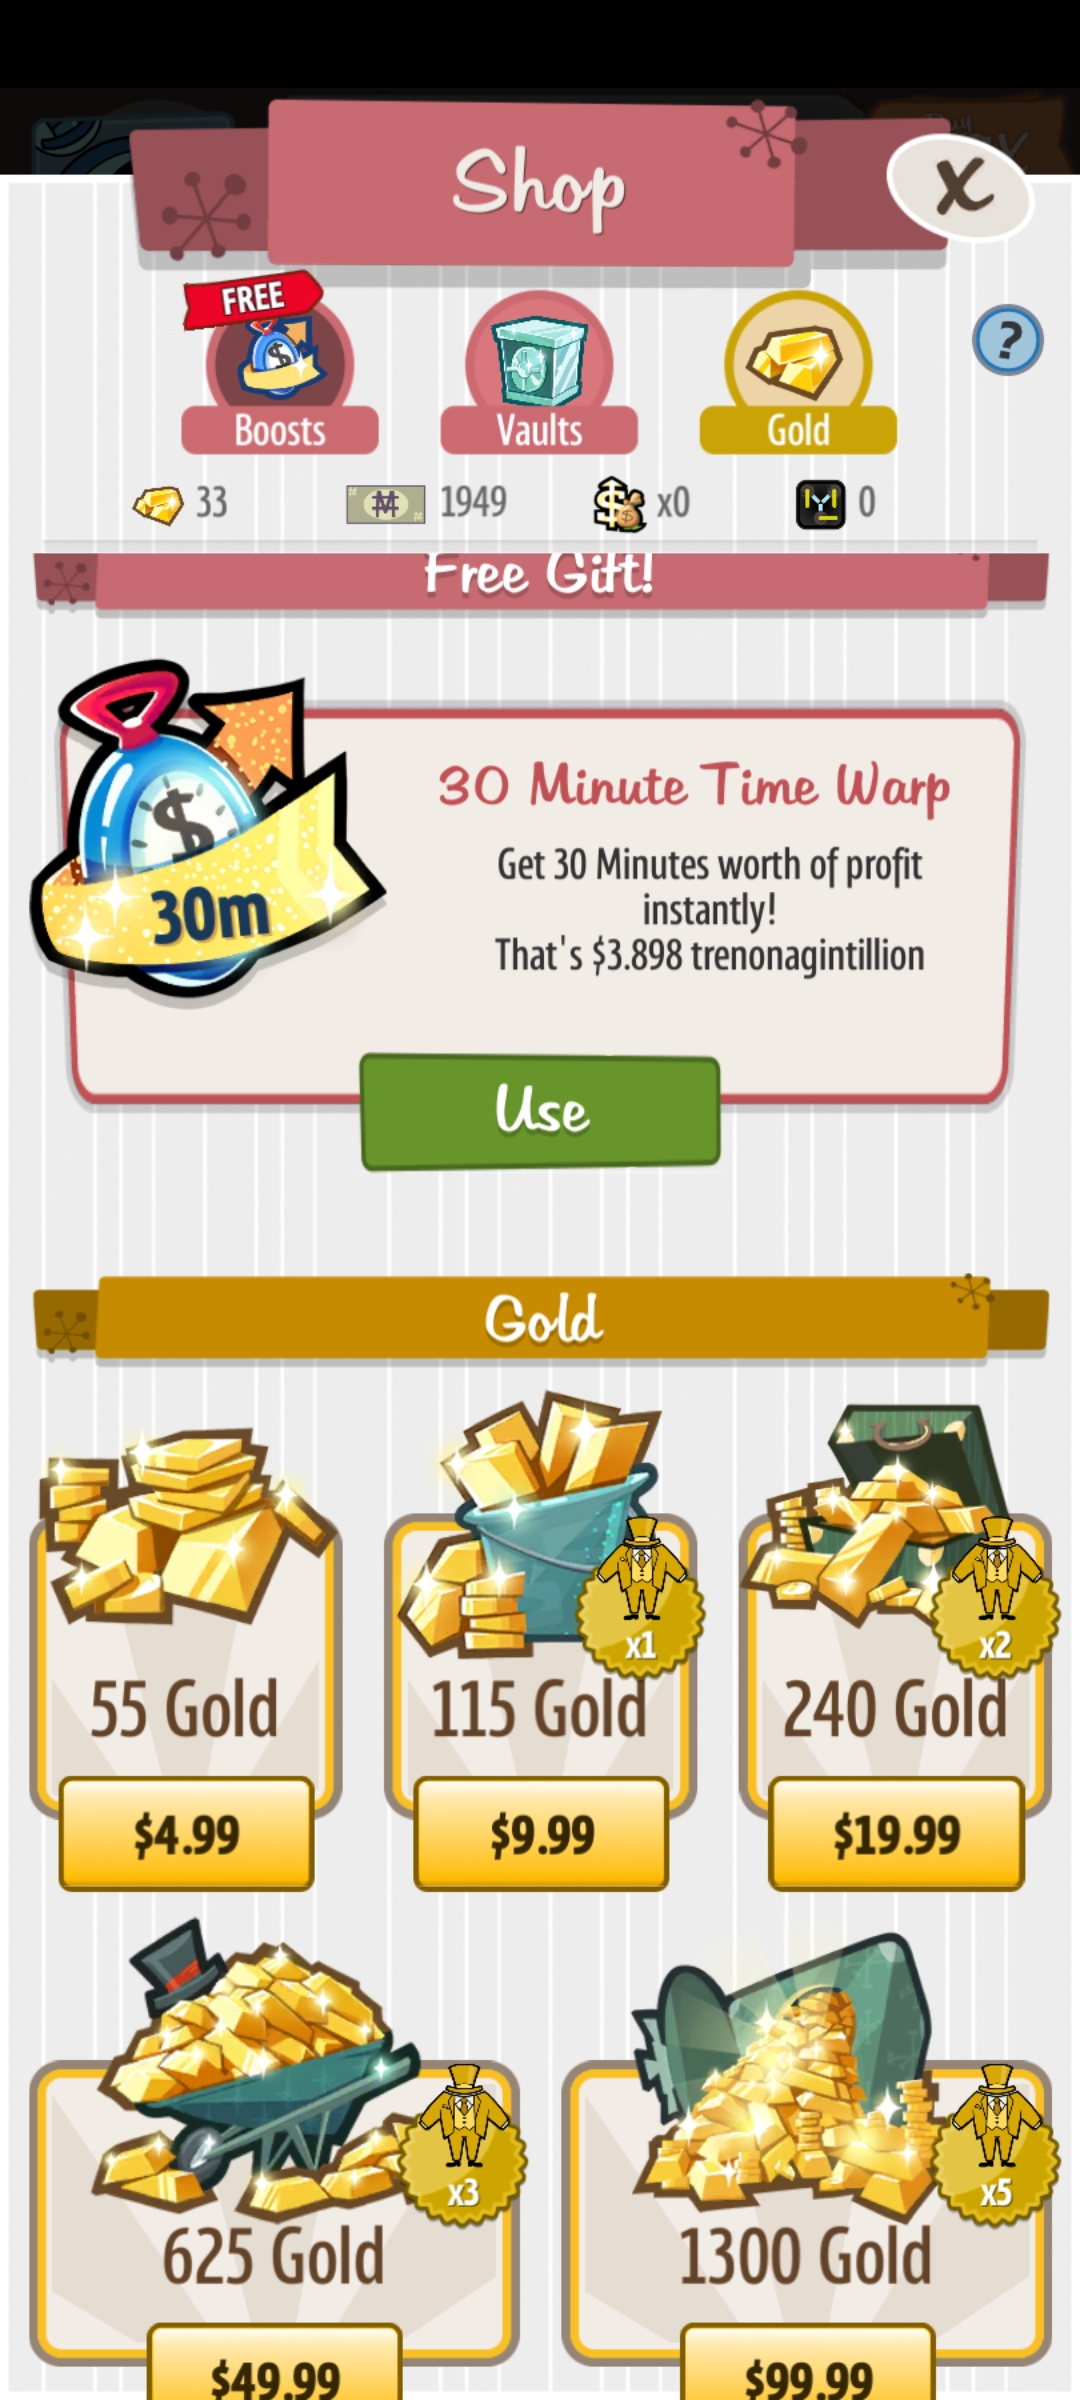 Shop
X
FREE
?
Boosts
Vaults
Gold
33
1949
x0
0
Free Gift!
$
30m
30 Minute Time Warp
Get 30 Minutes worth of profit
instantly!
That's $3.898 trenonagintillion
Use
Gold
x1
x2
55 Gold
115 Gold
240 Gold
$4.99
$9.99
$19.99
x3
x5
625 Gold
1300 Gold
$49.99
$99.99